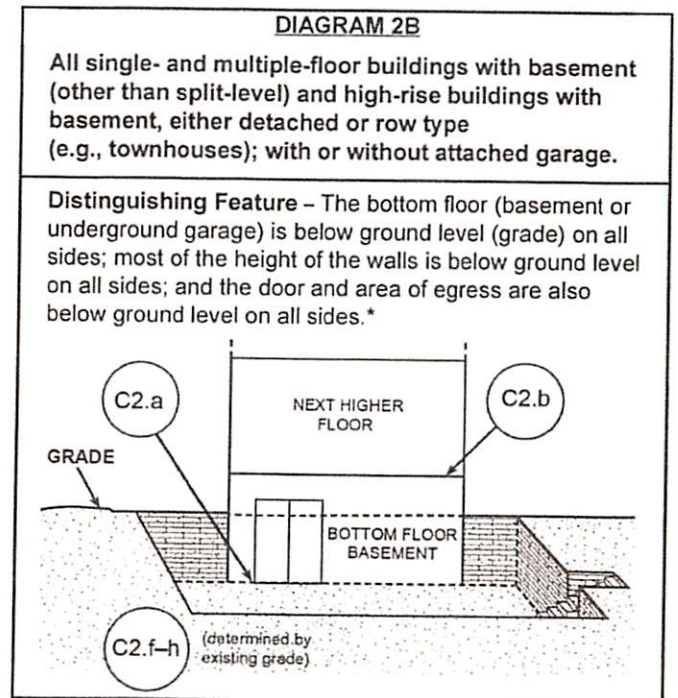 DIAGRAM 2B
All single- and multiple-floor buildings with basement
(other than split-level) and high-rise buildings with
basement, either detached or row type
(e.g., townhouses); with or without attached garage.
Distinguishing Feature – The bottom floor (basement or
underground garage) is below ground level (grade) on all
sides; most of the height of the walls is below ground level
on all sides; and the door and area of egress are also
below ground level on all sides.*
C2.a
NEXT HIGHER
FLOOR
C2.b
GRADE
BOTTOM FLOOR
BASEMENT
C2.f–h
(determined by
existing grade)